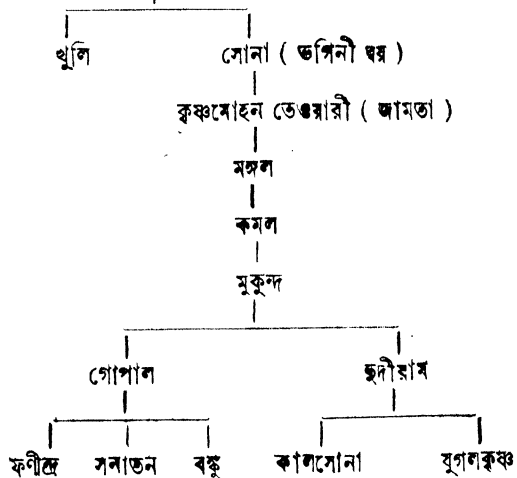 খুলি সোনা ( ভগিনী দ্বয় )
কৃষ্ণমোহন তেওয়ারী ( জামতা )
মঙ্গল
কমল
মুকুন্দ
গোপাল ক্ষুদীরাম
ফণীন্দ্র সনাতন বঙ্কু কালসোনা যুগলকৃষ্ণ